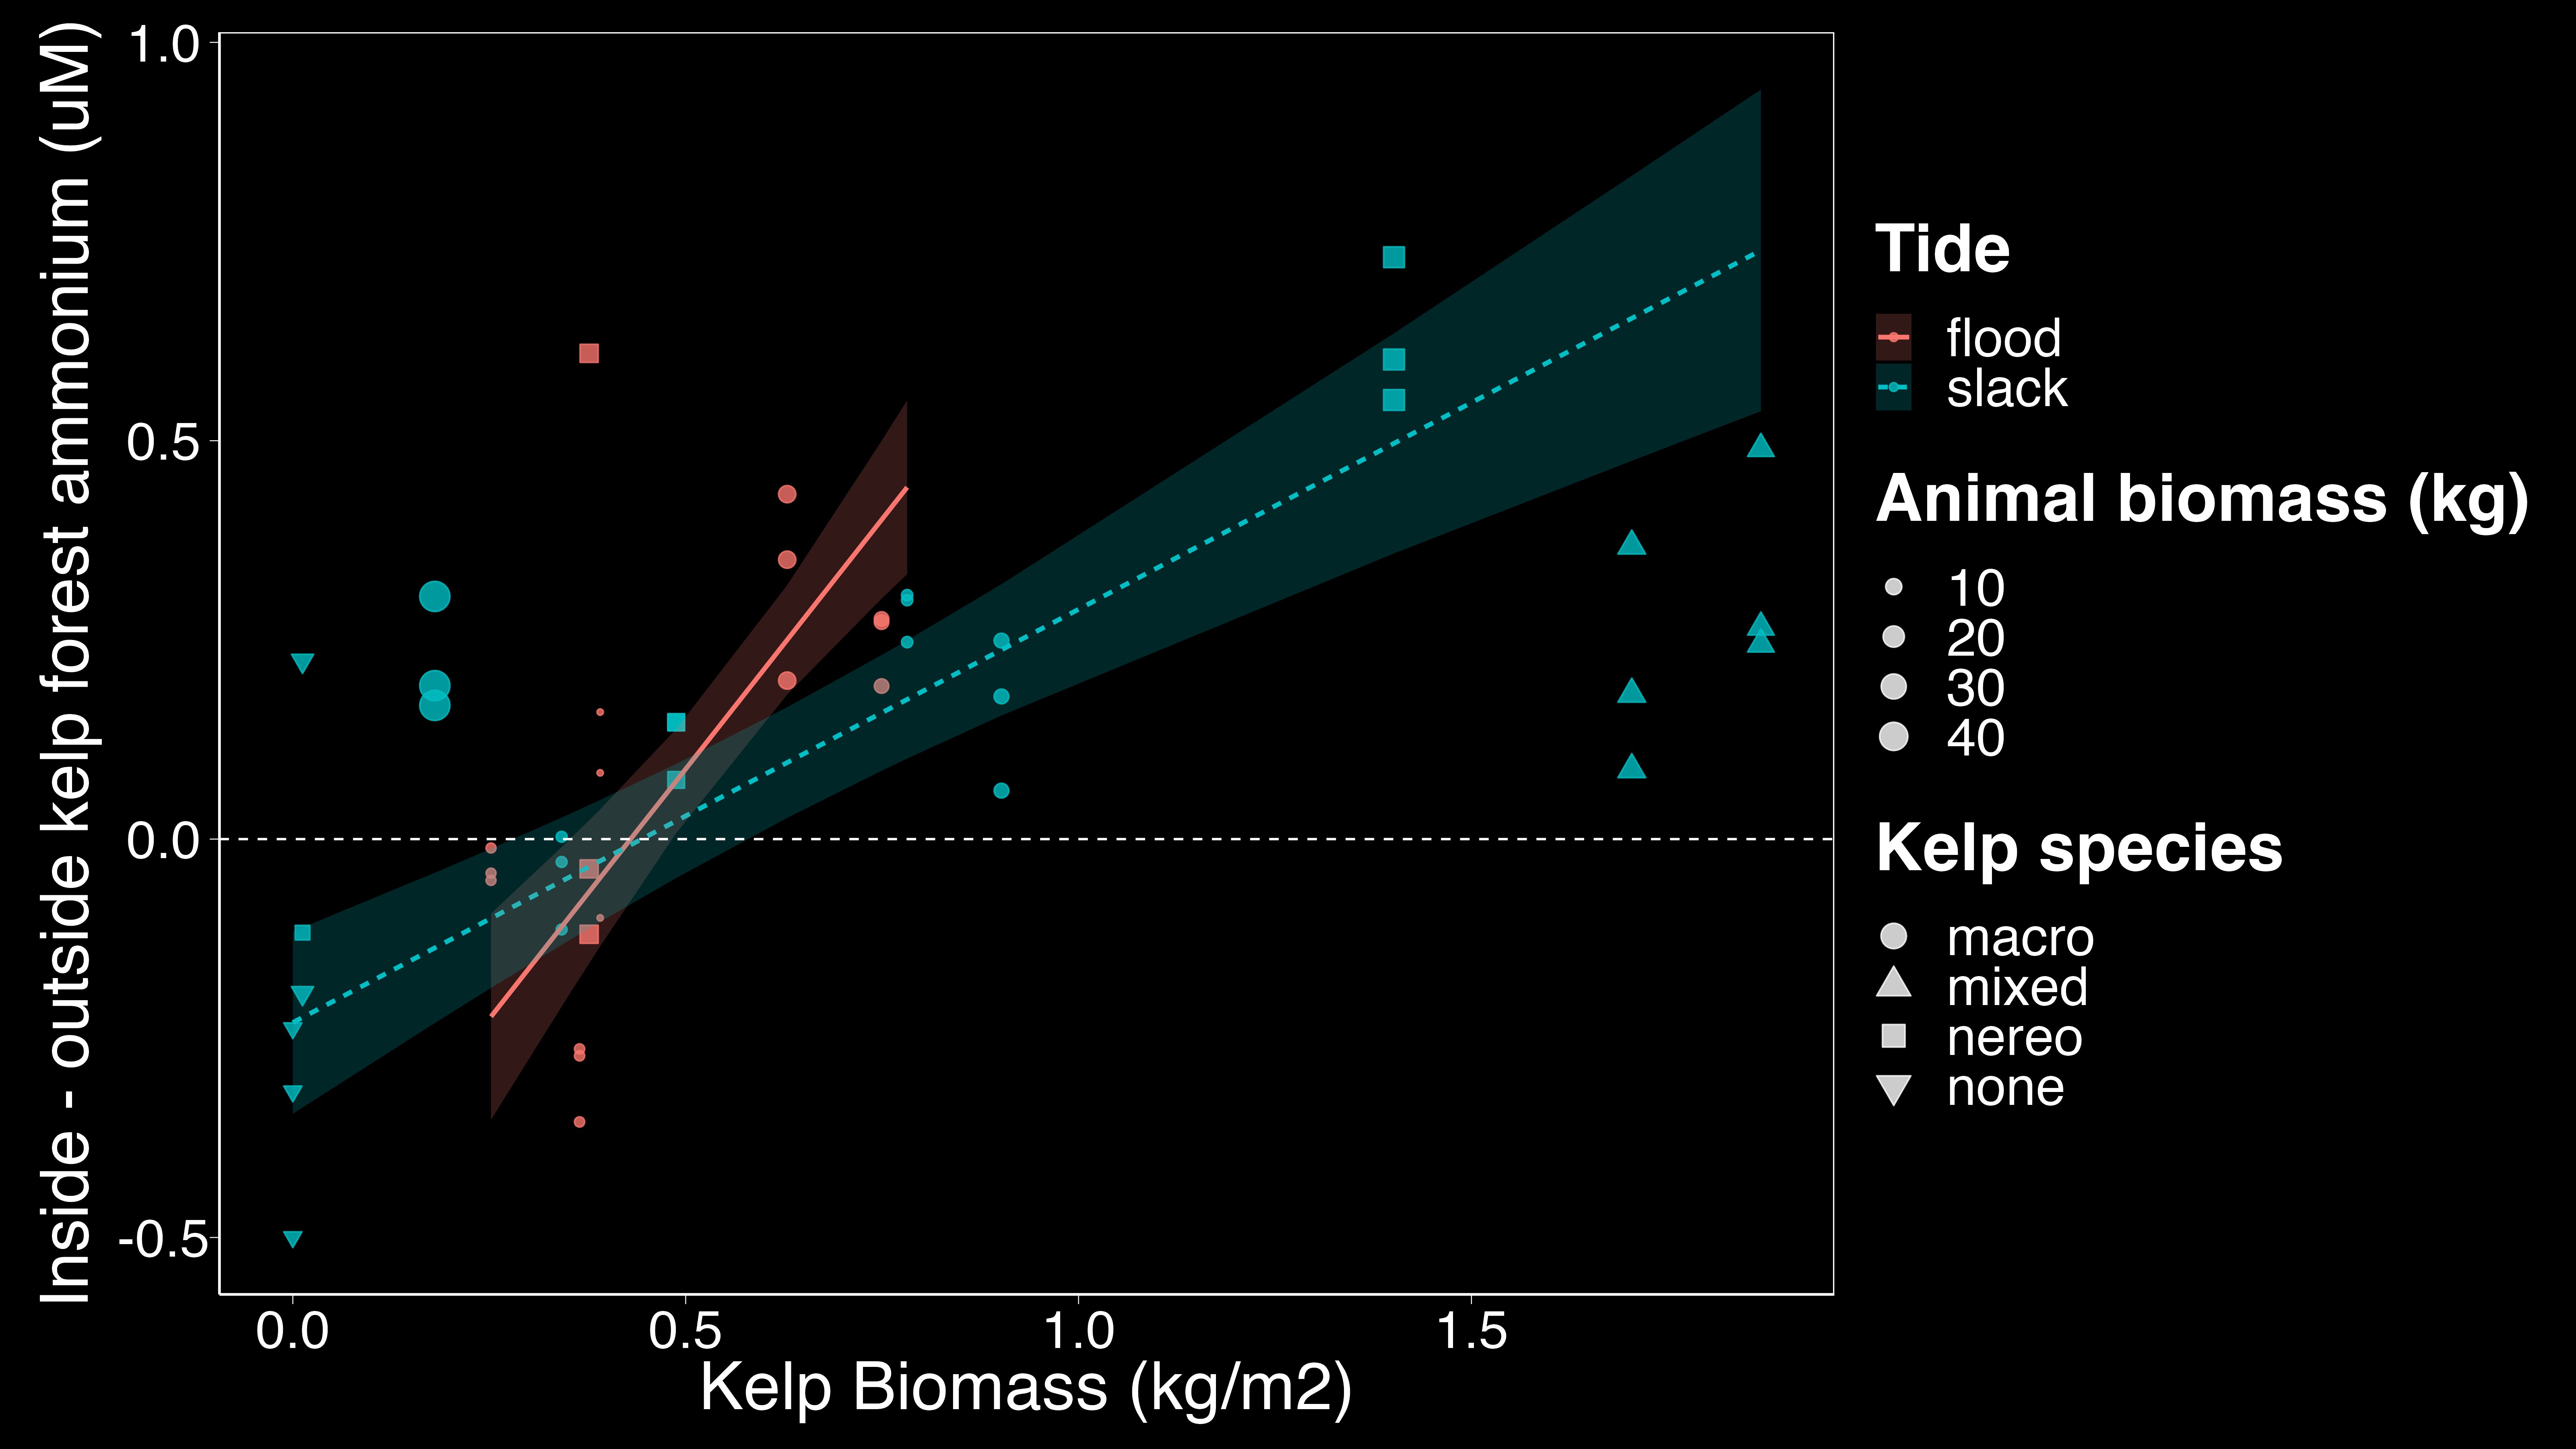 Inside - outside kelp forest ammonium (uM)
1.0
0.5
0.0
-0.5
0.0
0.5
1.0
1.5
Kelp Biomass (kg/m2)
Tide
flood
slack
Animal biomass (kg)
10
20
30
40
Kelp species
macro
mixed
nereo
none